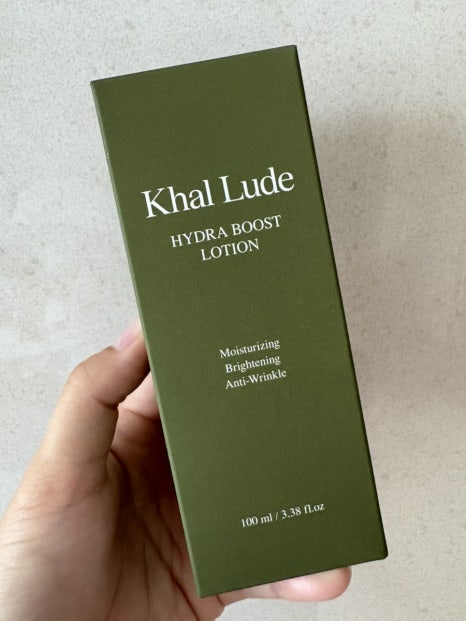 Khal Lude
HYDRA BOOST
LOTION
Moisturizing
Brightening
Anti-Wrinkle
100 ml / 3.38 fl.oz